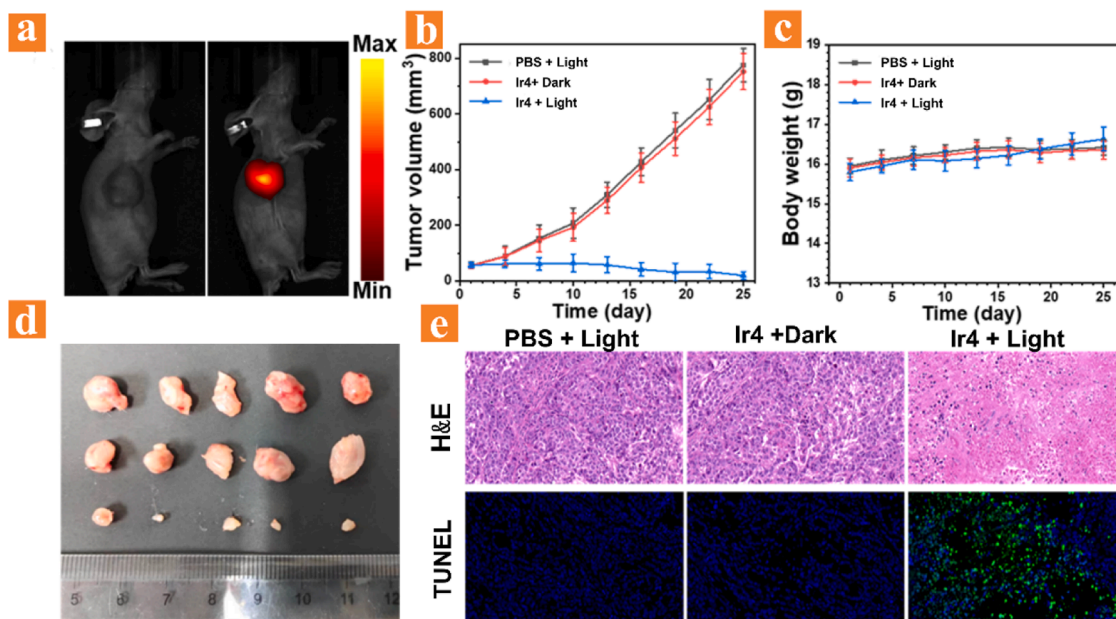 a
Max
Min
b
Tumor volume (mm³)
800
600
400
200
0
PBS + Light
Ir4+ Dark
Ir4 + Light
0
5
10
15
20
25
Time (day)
c
Body weight (g)
19
18
17
16
15
14
13
PBS + Light
Ir4+ Dark
Ir4 + Light
0
5
10
15
20
25
Time (day)
d
5 6 7 8 9 10 11 12
e
PBS + Light
Ir4 +Dark
Ir4 + Light
H&E
TUNEL